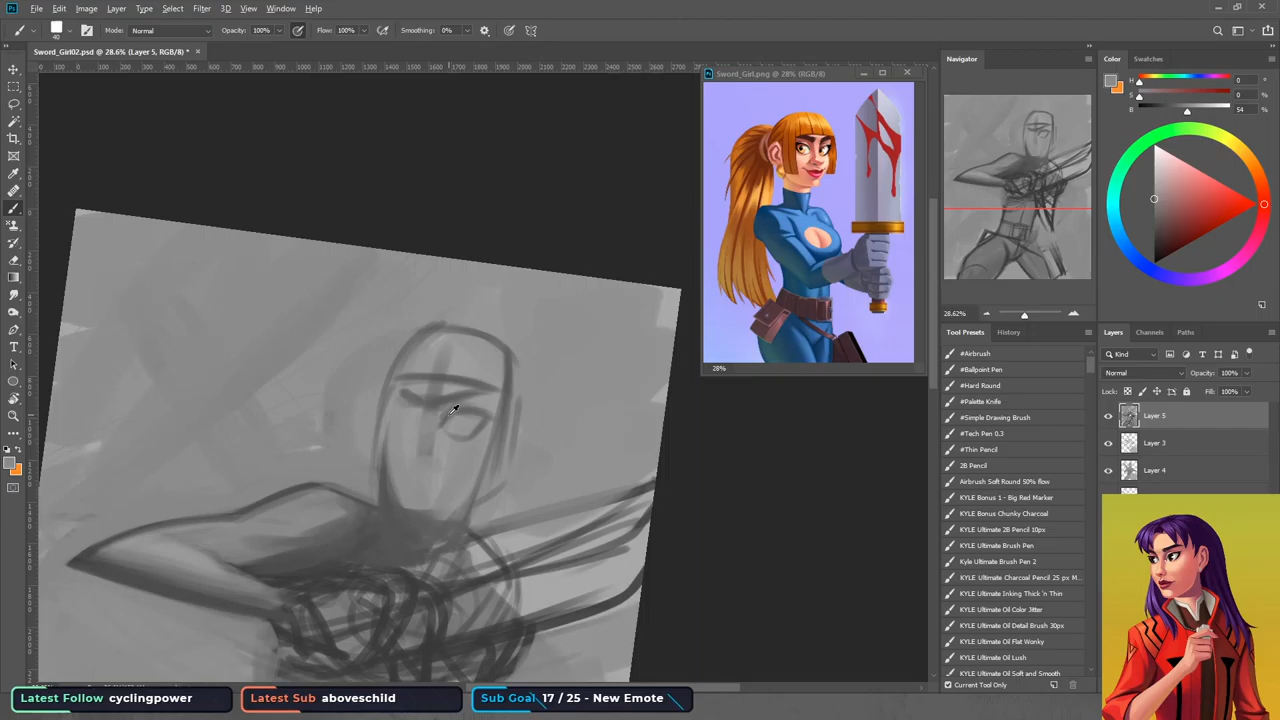 Ps File Edit Image Layer Type Select Filter 3D View Window Help
40 Mode: Normal Opacity: 100% Flow: 100% Smoothing: 0%
Sword_Girl02.psd @ 28.6% (Layer 5, RGB/8) *
Sword_Girl.png @ 28% (RGB/8)
28%
Navigator
28.62%
Color Swatches
H 0 °
S 0 %
B 54 %
Tool Presets History
#Airbrush
#Ballpoint Pen
#Hard Round
#Palette Knife
#Simple Drawing Brush
#Tech Pen 0.3
#Thin Pencil
2B Pencil
Airbrush Soft Round 50% flow
KYLE Bonus 1 - Big Red Marker
KYLE Bonus Chunky Charcoal
KYLE Ultimate 2B Pencil 10px
KYLE Ultimate Brush Pen
Kyle Ultimate Brush Pen 2
KYLE Ultimate Charcoal Pencil 25 px M...
KYLE Ultimate Inking Thick 'n Thin
KYLE Ultimate Oil Color Jitter
KYLE Ultimate Oil Detail Brush 30px
KYLE Ultimate Oil Flat Wonky
KYLE Ultimate Oil Lush
KYLE Ultimate Oil Soft and Smooth
Current Tool Only
Layers Channels Paths
Kind
Normal Opacity: 100%
Lock: Fill: 100%
Layer 5
Layer 3
Layer 4
Latest Follow cyclingpower
Latest Sub aboveschild
Sub Goal 17 / 25 - New Emote